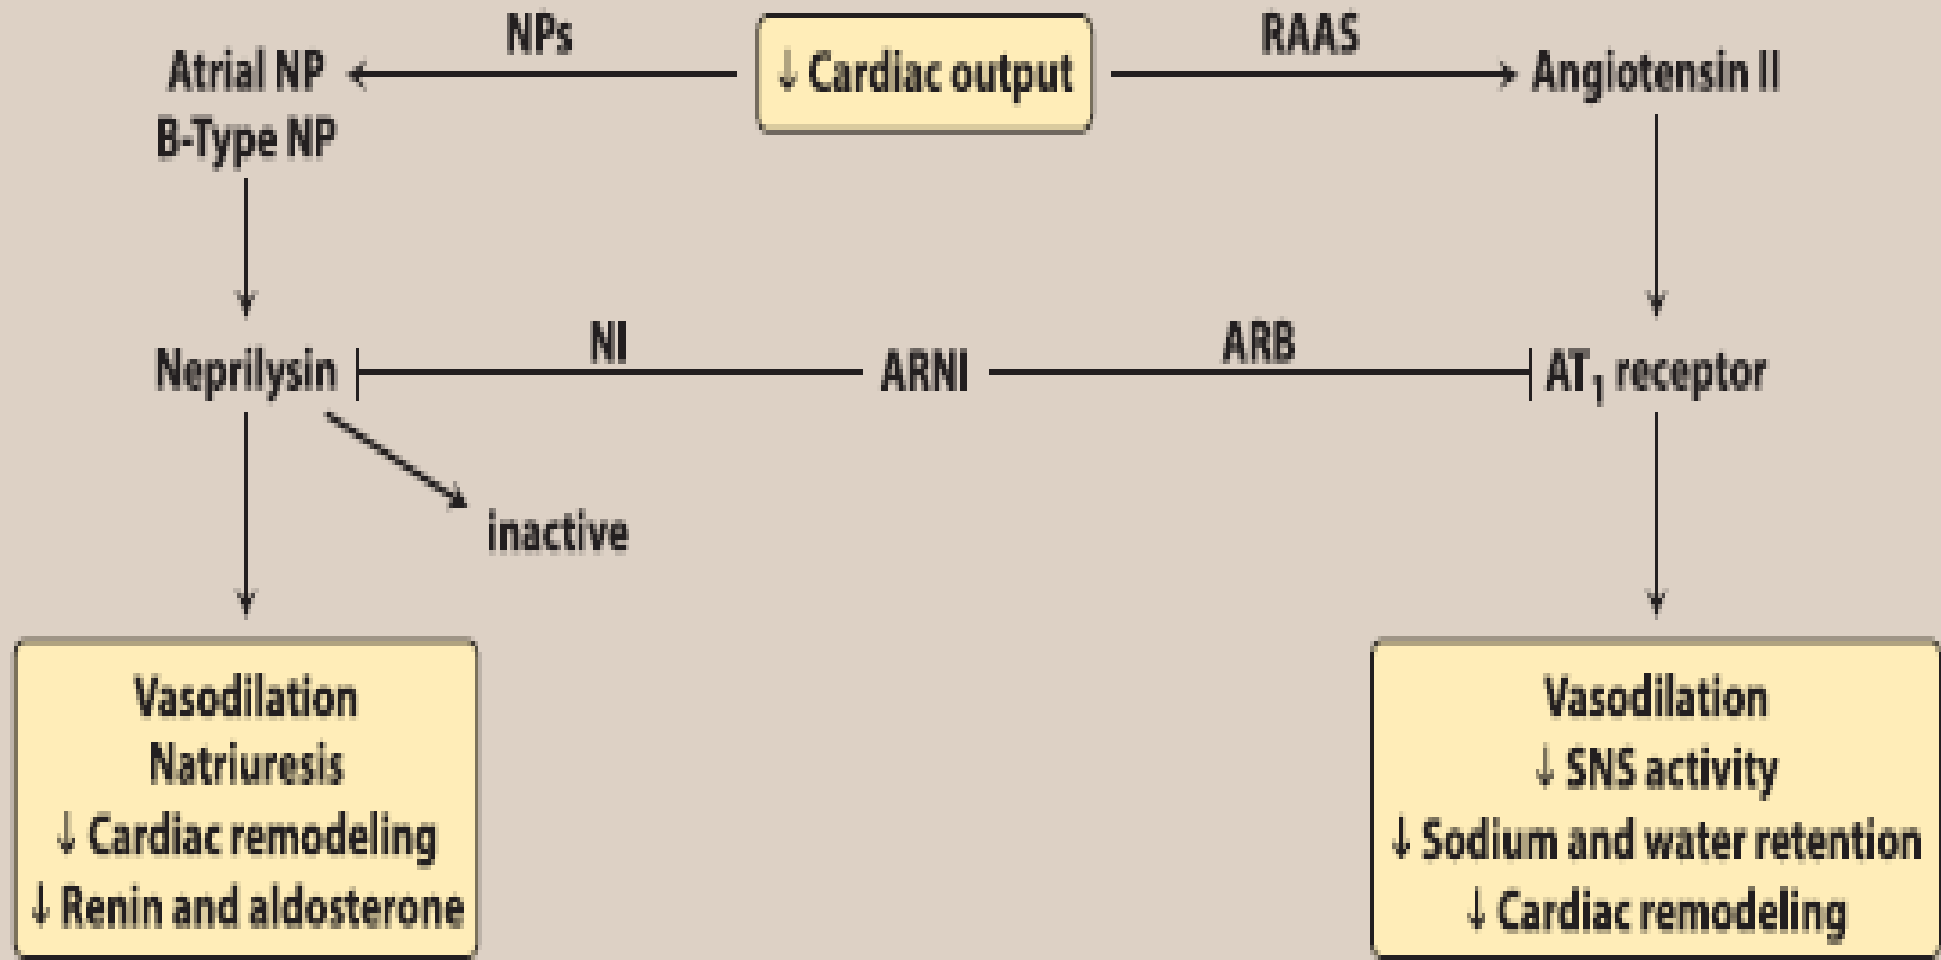 NPs
RAAS
Atrial NP
B-Type NP
↓ Cardiac output
Angiotensin II
Neprilysin
NI
ARNI
ARB
AT₁ receptor
inactive
Vasodilation
Natriuresis
↓ Cardiac remodeling
↓ Renin and aldosterone
Vasodilation
↓ SNS activity
↓ Sodium and water retention
↓ Cardiac remodeling